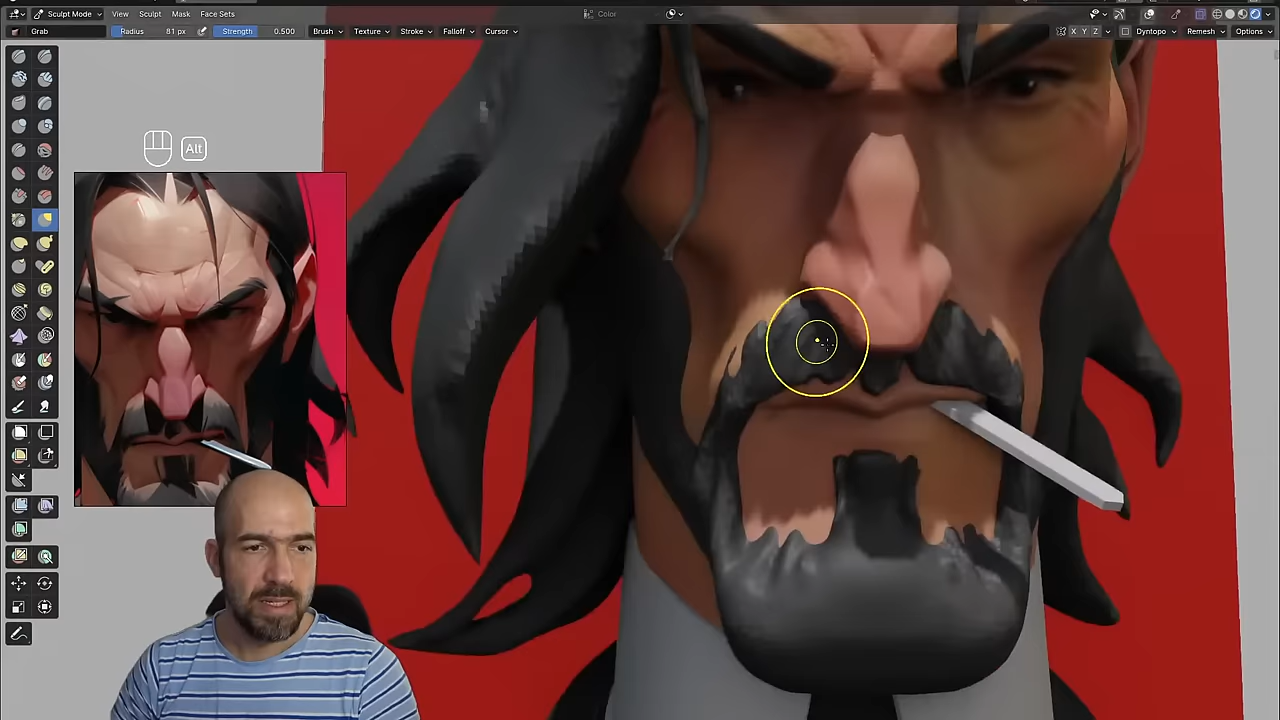 Sculpt Mode View Sculpt Mask Face Sets Color
Grab Radius 81 px Strength 0.500 Brush Texture Stroke Falloff Cursor X Y Z Dyntopo Remesh Options
Alt